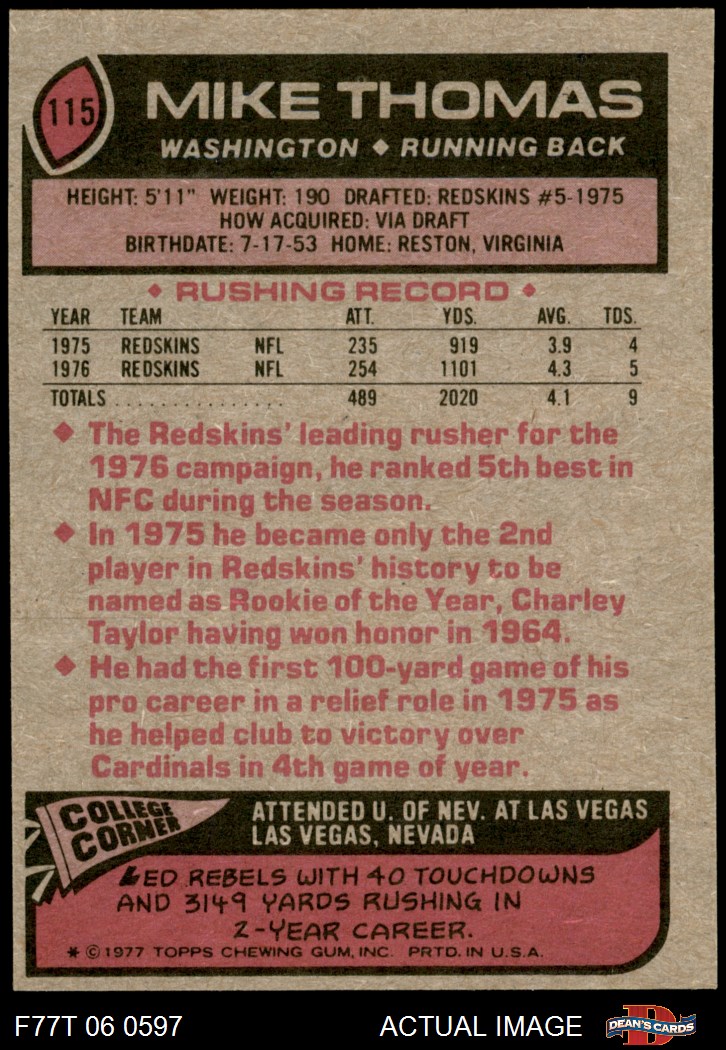 115
MIKE THOMAS
WASHINGTON ◆ RUNNING BACK
HEIGHT: 5'11" WEIGHT: 190 DRAFTED: REDSKINS #5-1975
HOW ACQUIRED: VIA DRAFT
BIRTHDATE: 7-17-53 HOME: RESTON, VIRGINIA
◆ RUSHING RECORD ◆
YEAR TEAM ATT. YDS. AVG. TDS.
1975 REDSKINS NFL 235 919 3.9 4
1976 REDSKINS NFL 254 1101 4.3 5
TOTALS . . . . . . . . . . . . . . . . 489 2020 4.1 9
◆ The Redskins' leading rusher for the
1976 campaign, he ranked 5th best in
NFC during the season.
◆ In 1975 he became only the 2nd
player in Redskins' history to be
named as Rookie of the Year, Charley
Taylor having won honor in 1964.
◆ He had the first 100-yard game of his
pro career in a relief role in 1975 as
he helped club to victory over
Cardinals in 4th game of year.
COLLEGE
CORNER
ATTENDED U. OF NEV. AT LAS VEGAS
LAS VEGAS, NEVADA
LED REBELS WITH 40 TOUCHDOWNS
AND 3149 YARDS RUSHING IN
2-YEAR CAREER.
* © 1977 TOPPS CHEWING GUM, INC. PRTD. IN U.S.A.
F77T 06 0597 ACTUAL IMAGE
D
DEAN'S CARDS